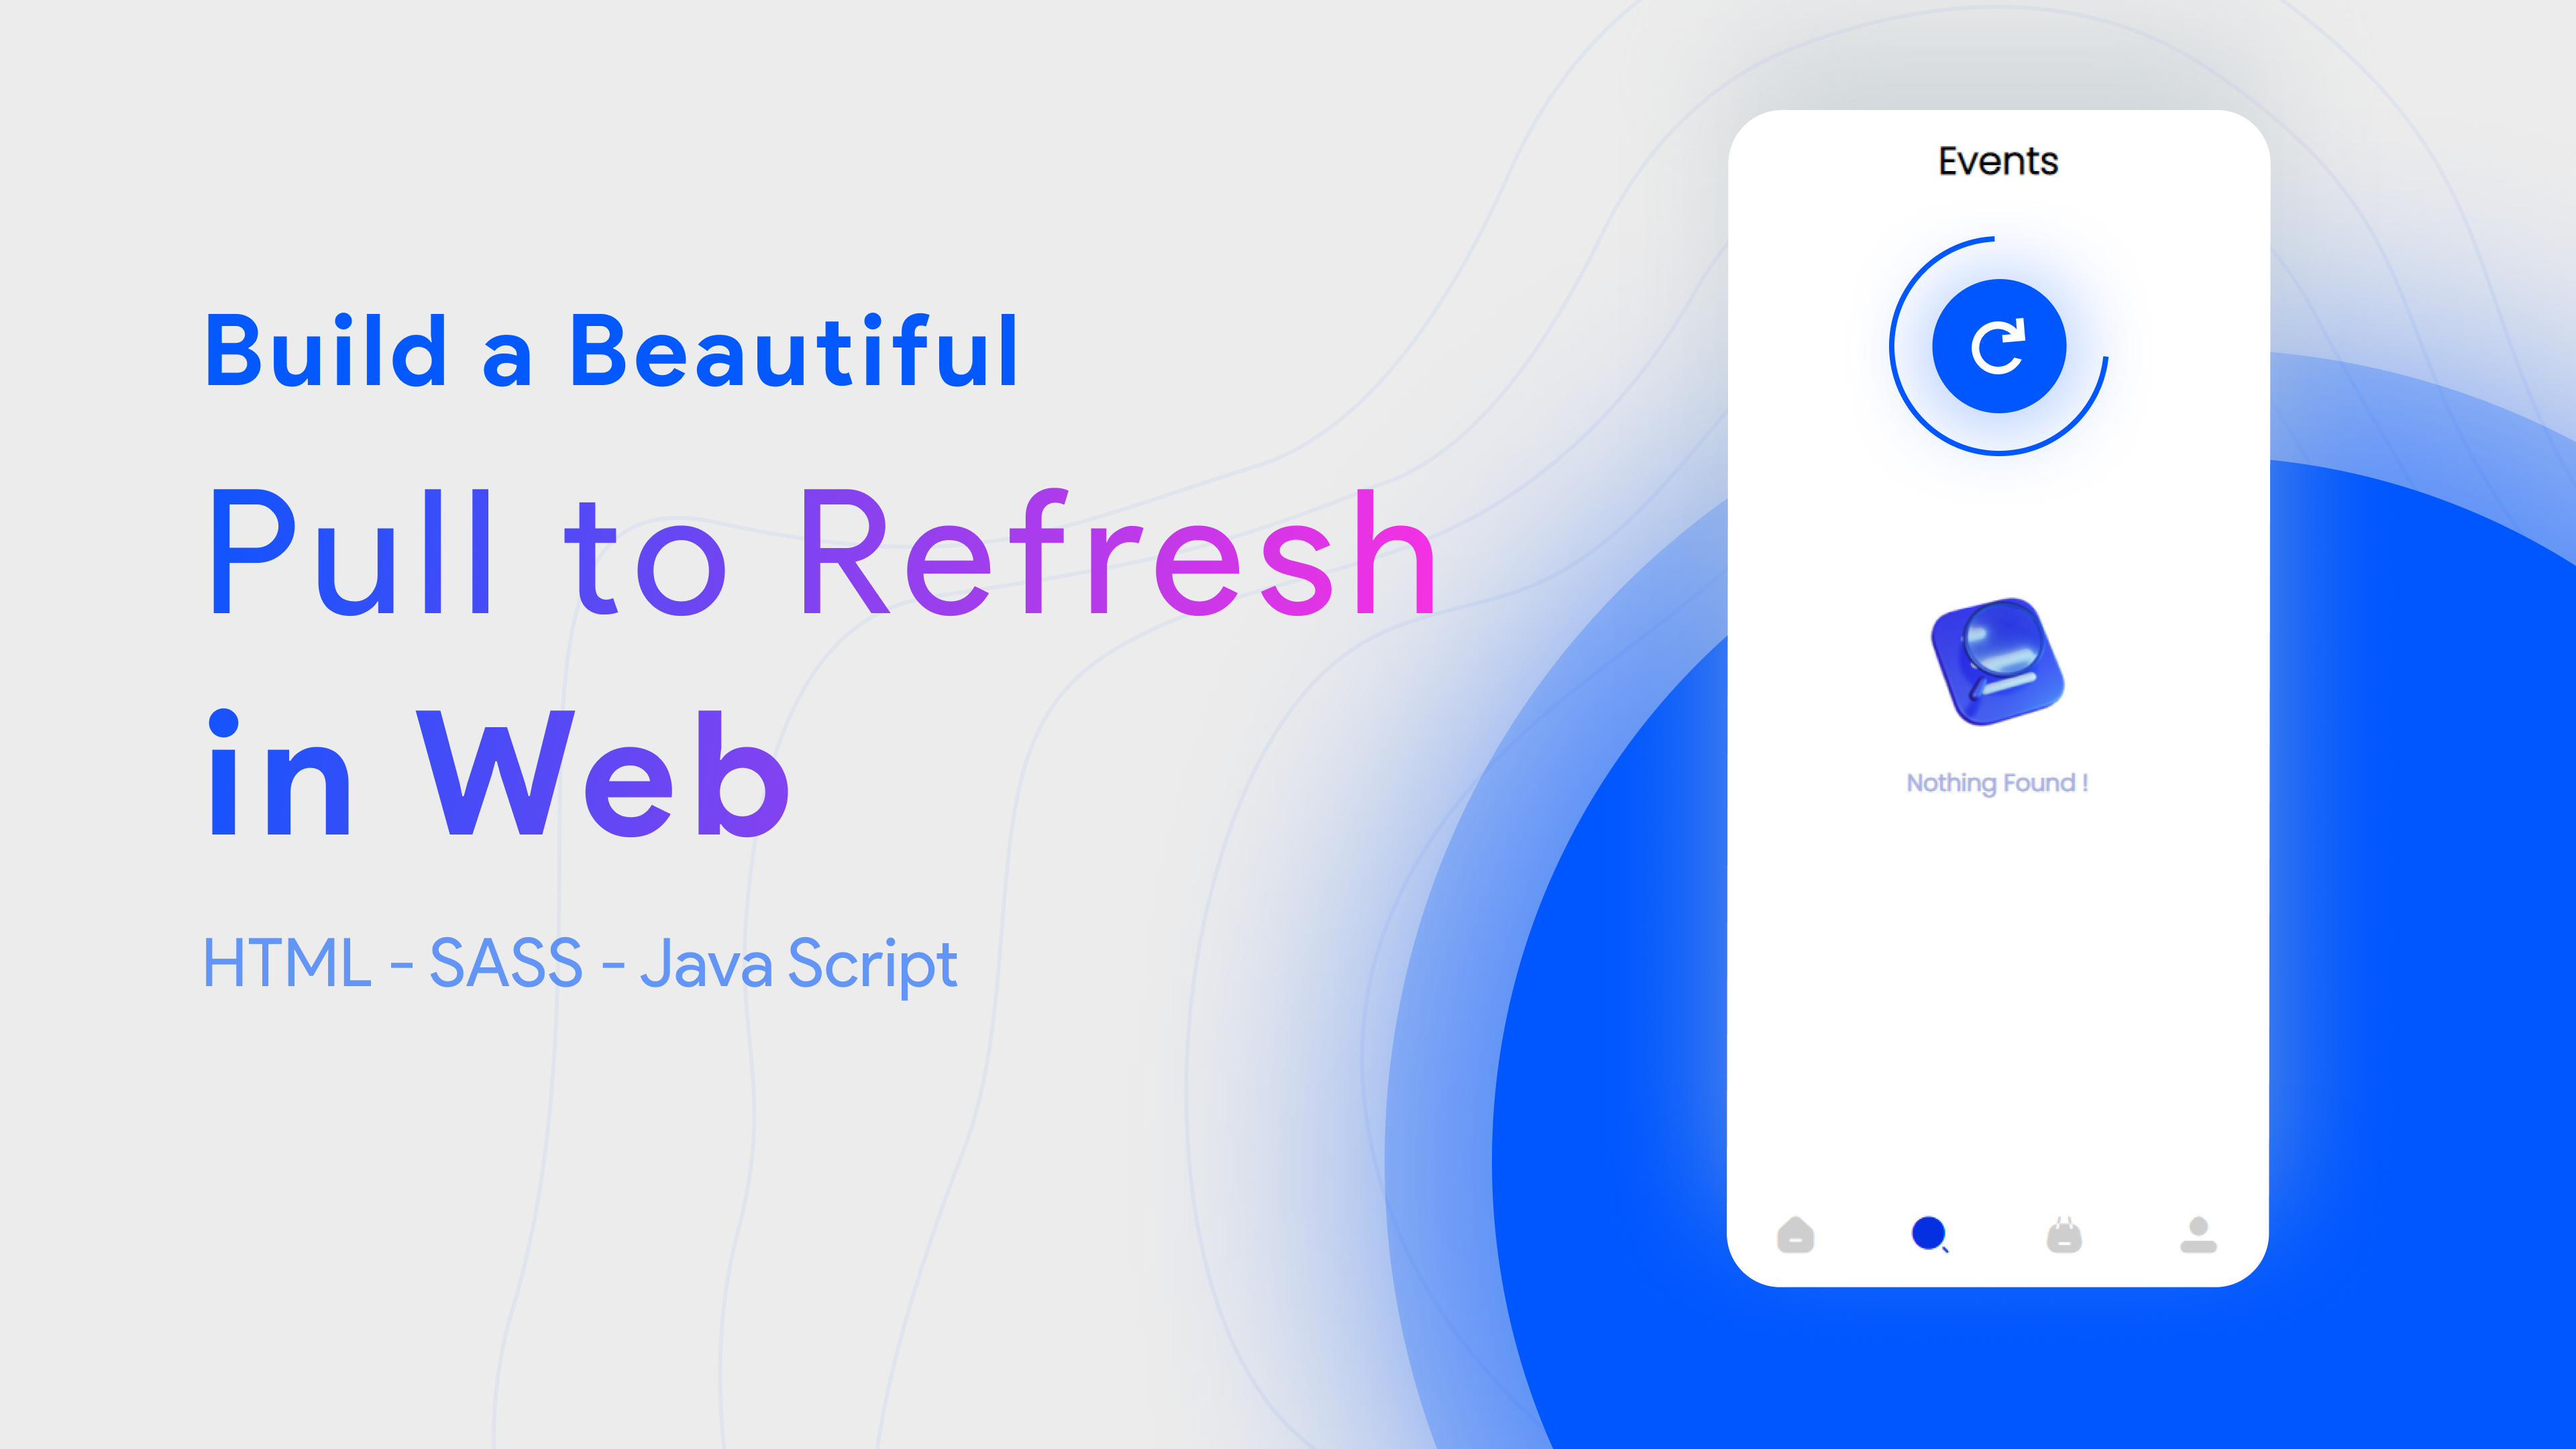 Build a Beautiful
Pull to Refresh
in Web
HTML - SASS - Java Script
Events
Nothing Found !